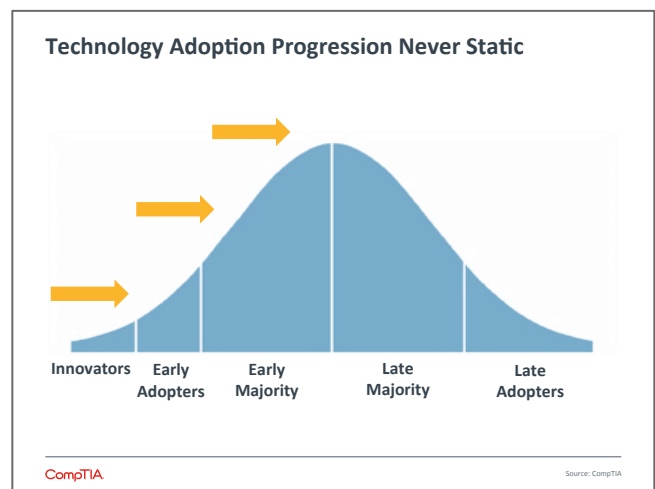 Technology Adoption Progression Never Static
Innovators
Early
Adopters
Early
Majority
Late
Majority
Late
Adopters
CompTIA.
Source: CompTIA